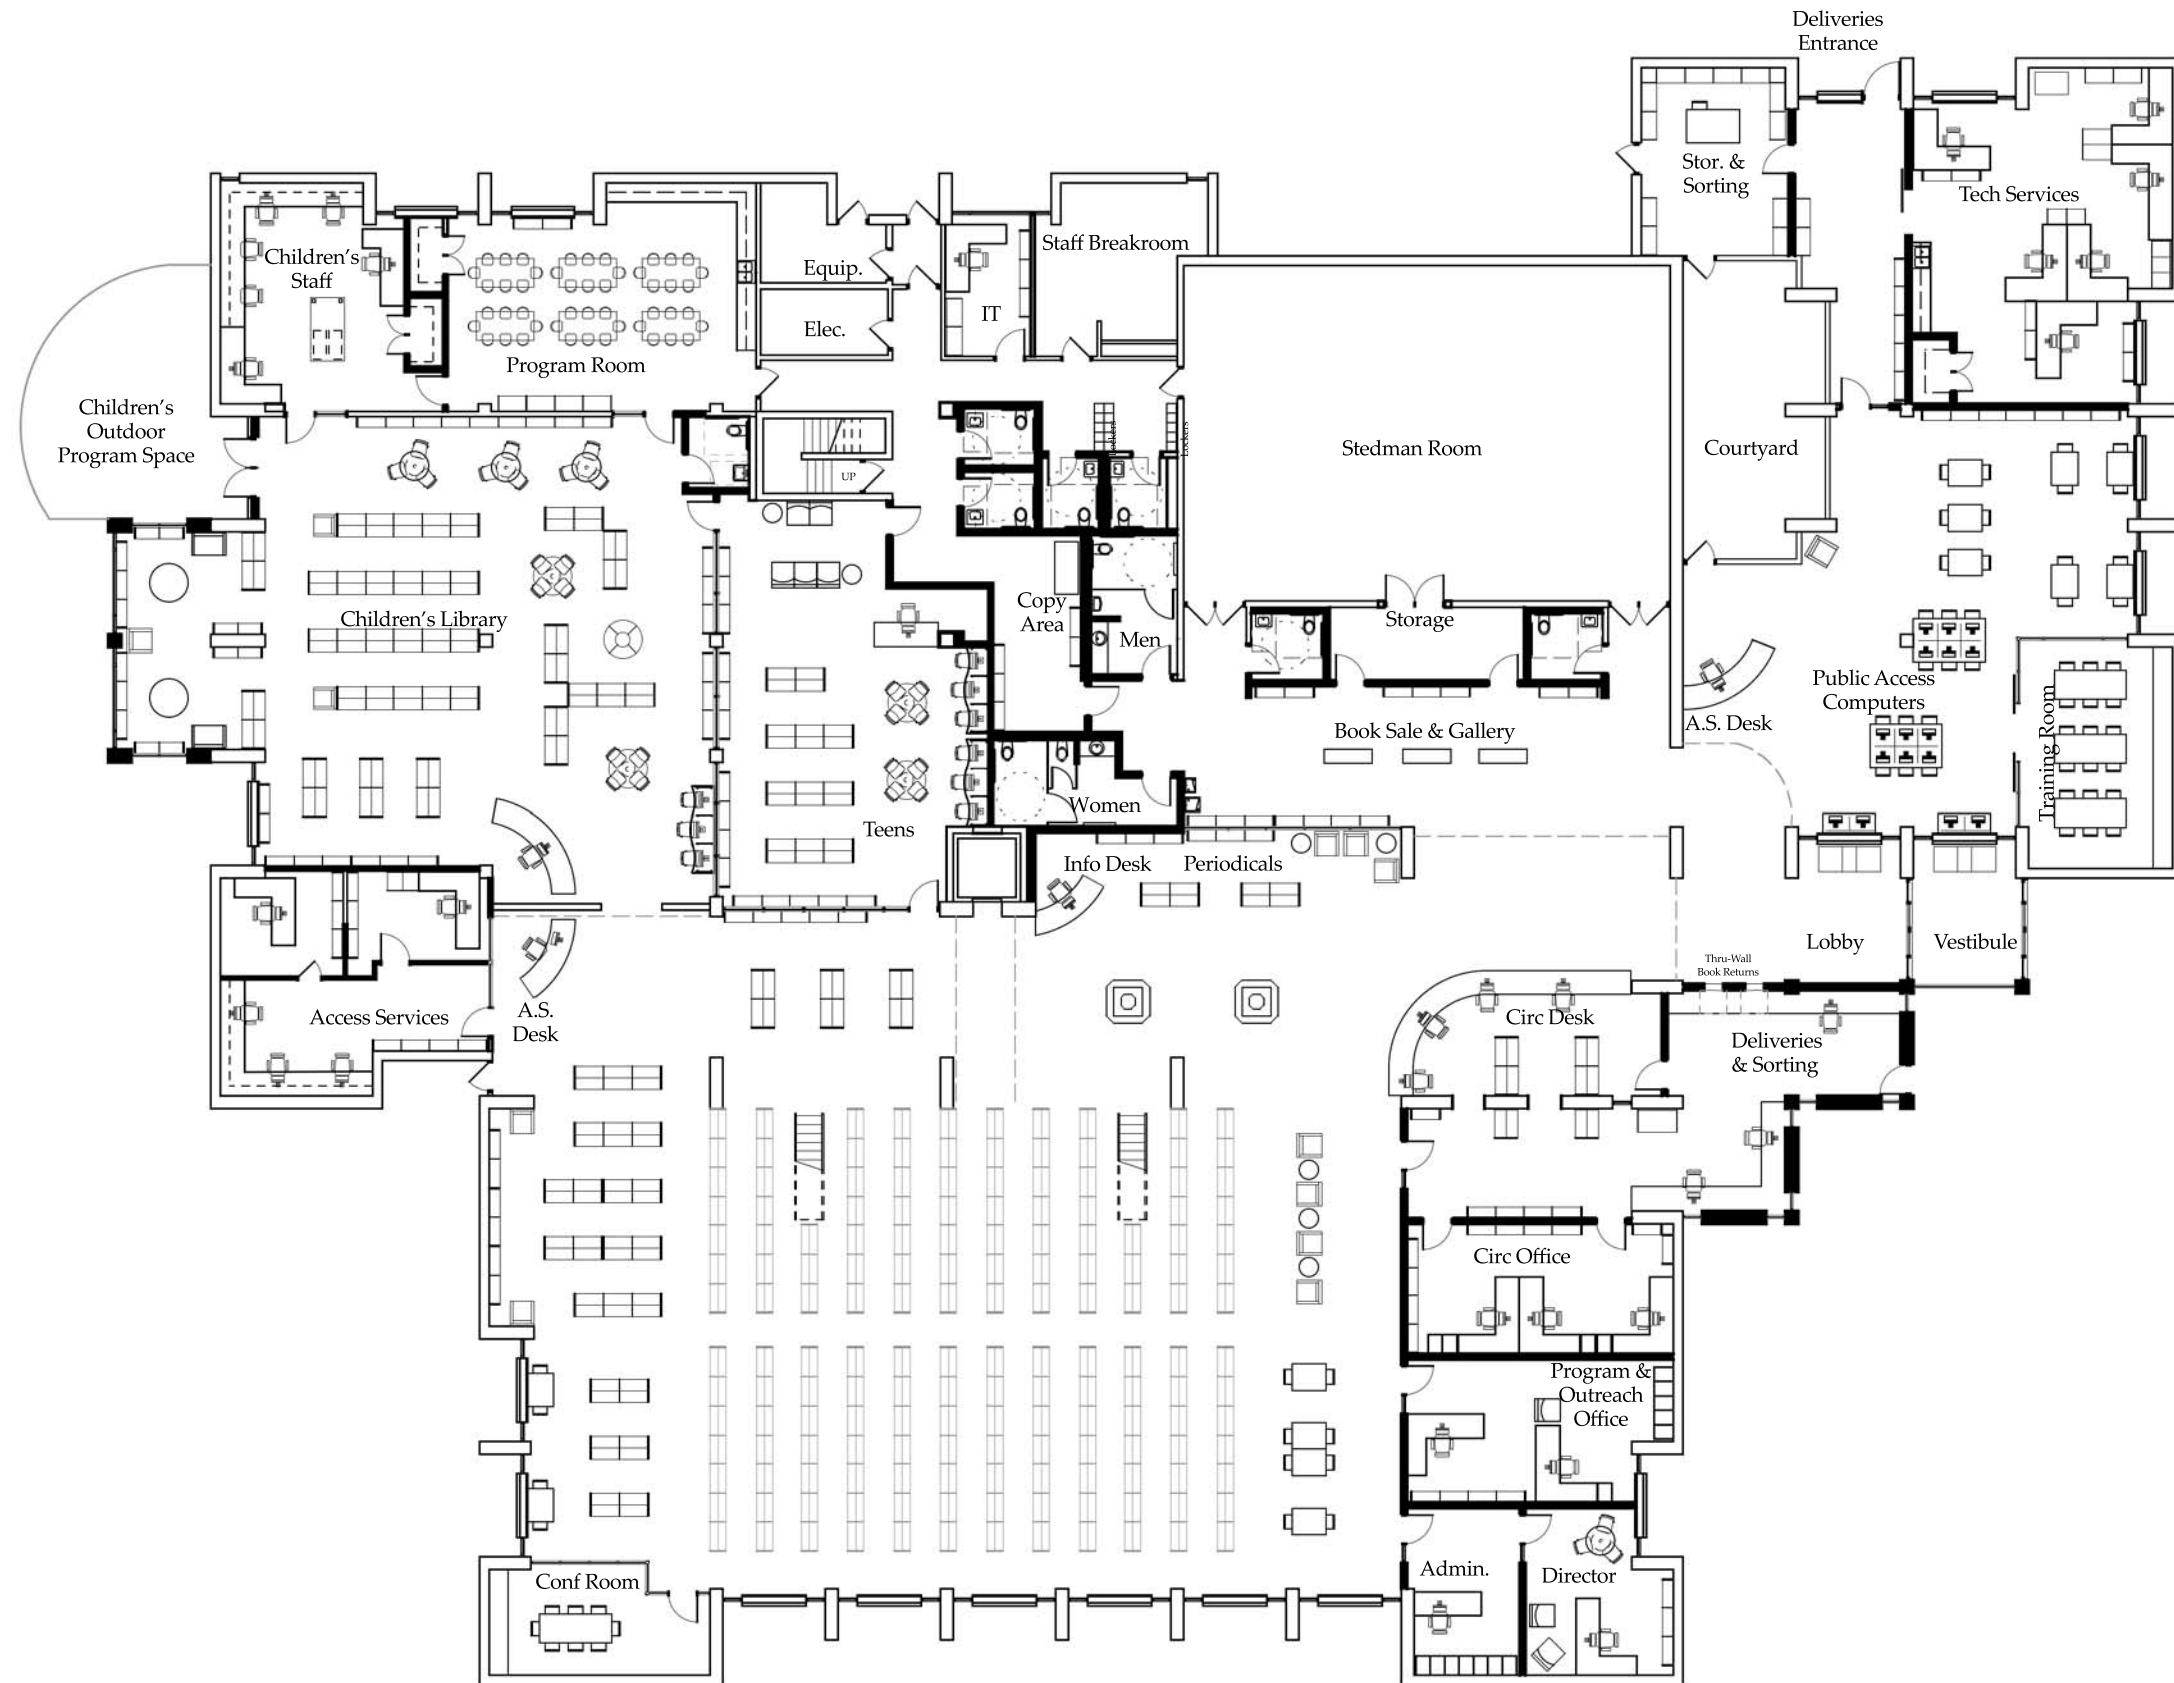 Deliveries
Entrance
Stor. &
Sorting
Tech Services
Children's
Staff
Equip.
Staff Breakroom
IT
Elec.
Program Room
Children's
Outdoor
Program Space
Lockers
Lockers
Stedman Room
Courtyard
UP
Children's Library
Copy
Area
Men
Storage
Public Access
Computers
A.S. Desk
Training Room
Book Sale & Gallery
Women
Teens
Info Desk
Periodicals
Lobby
Vestibule
Thru-Wall
Book Returns
Access Services
A.S.
Desk
Circ Desk
Deliveries
& Sorting
Circ Office
Program &
Outreach
Office
Conf Room
Admin.
Director